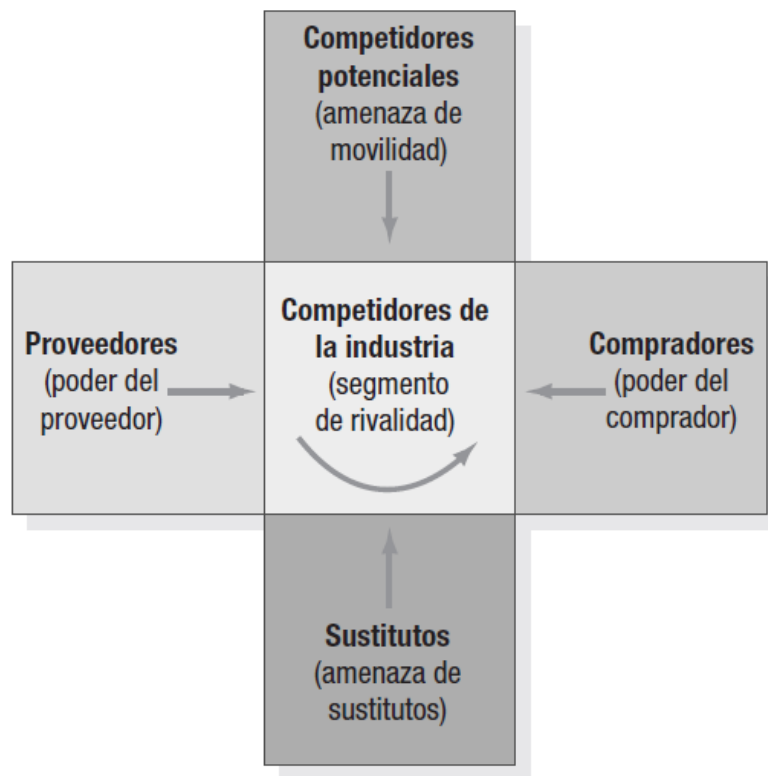 Competidores
potenciales
(amenaza de
movilidad)
Proveedores
(poder del
proveedor)
Competidores de
la industria
(segmento
de rivalidad)
Compradores
(poder del
comprador)
Sustitutos
(amenaza de
sustitutos)